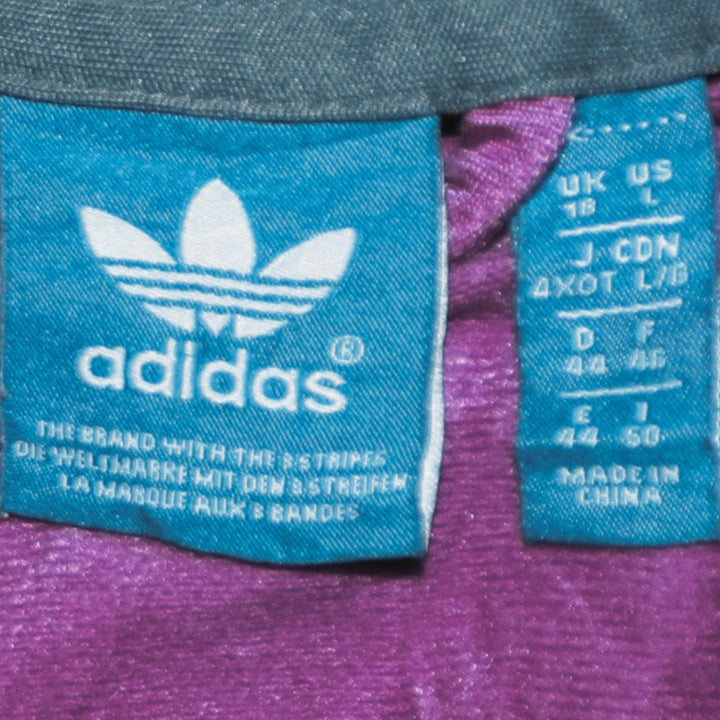 adidas®
THE BRAND WITH THE 3 STRIPES
DIE WELTMARKE MIT DEN 3 STREIFEN
LA MARQUE AUX 3 BANDES
UK US
18 L
J CDN
4XOT L/G
D F
44 46
E I
44 50
MADE IN
CHINA